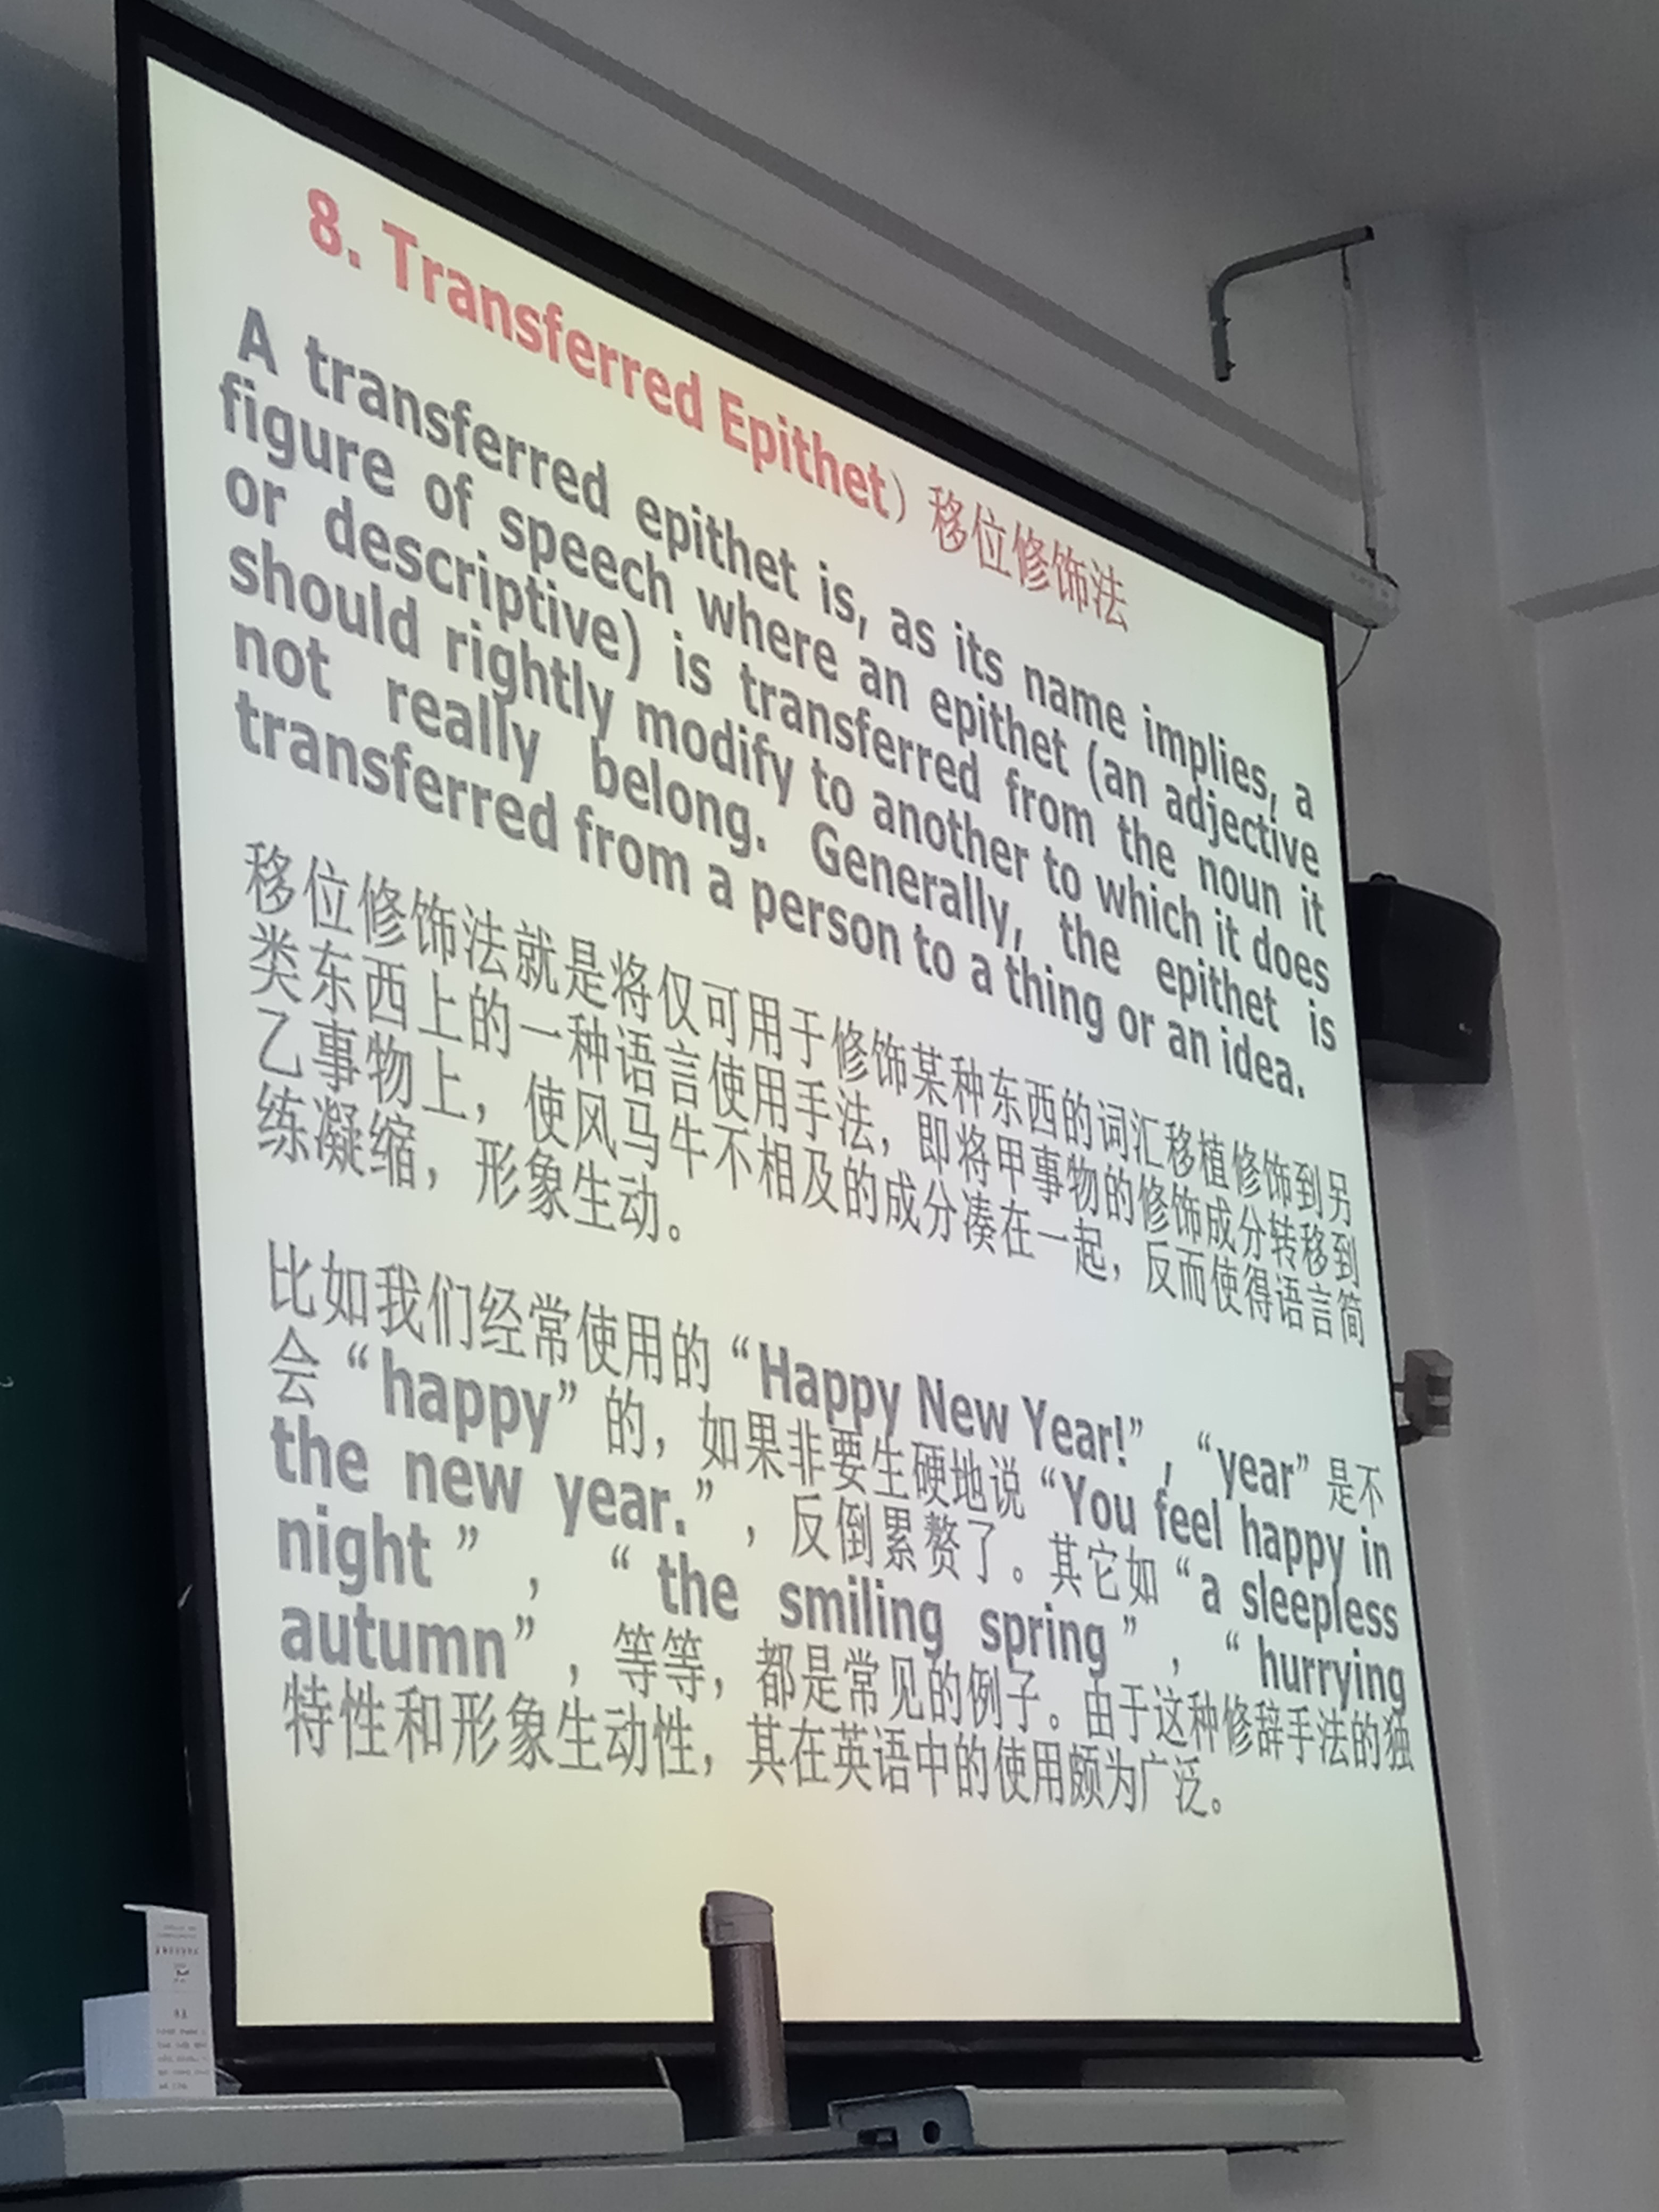 8. Transferred Epithet）移位修饰法
A transferred epithet is, as its name implies, a
figure of speech where an epithet (an adjective
or descriptive) is transferred from the noun it
should rightly modify to another to which it does
not really belong. Generally, the epithet is
transferred from a person to a thing or an idea.
移位修饰法就是将仅可用于修饰某种东西的词汇移植修饰到另
类东西上的一种语言使用手法，即将甲事物的修饰成分转移到
乙事物上，使风马牛不相及的成分凑在一起，反而使得语言简
练凝缩，形象生动。
比如我们经常使用的“Happy New Year!”，“year”是不
会“happy”的，如果非要生硬地说“You feel happy in
the new year.”，反倒累赘了。其它如“a sleepless
night”，“the smiling spring”，“hurrying
autumn”，等等，都是常见的例子。由于这种修辞手法的独
特性和形象生动性，其在英语中的使用颇为广泛。